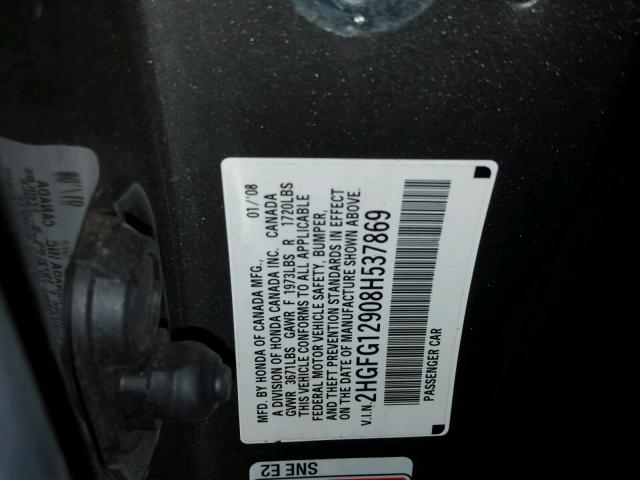 MFD. BY HONDA OF CANADA MFG., 01/'08
A DIVISION OF HONDA CANADA INC. CANADA
GVWR 3671LBS GAWR F 1973LBS R 1720LBS
THIS VEHICLE CONFORMS TO ALL APPLICABLE
FEDERAL MOTOR VEHICLE SAFETY, BUMPER,
AND THEFT PREVENTION STANDARDS IN EFFECT
ON THE DATE OF MANUFACTURE SHOWN ABOVE.
V.I.N. 2HGFG12908H537869
PASSENGER CAR
SNE E2